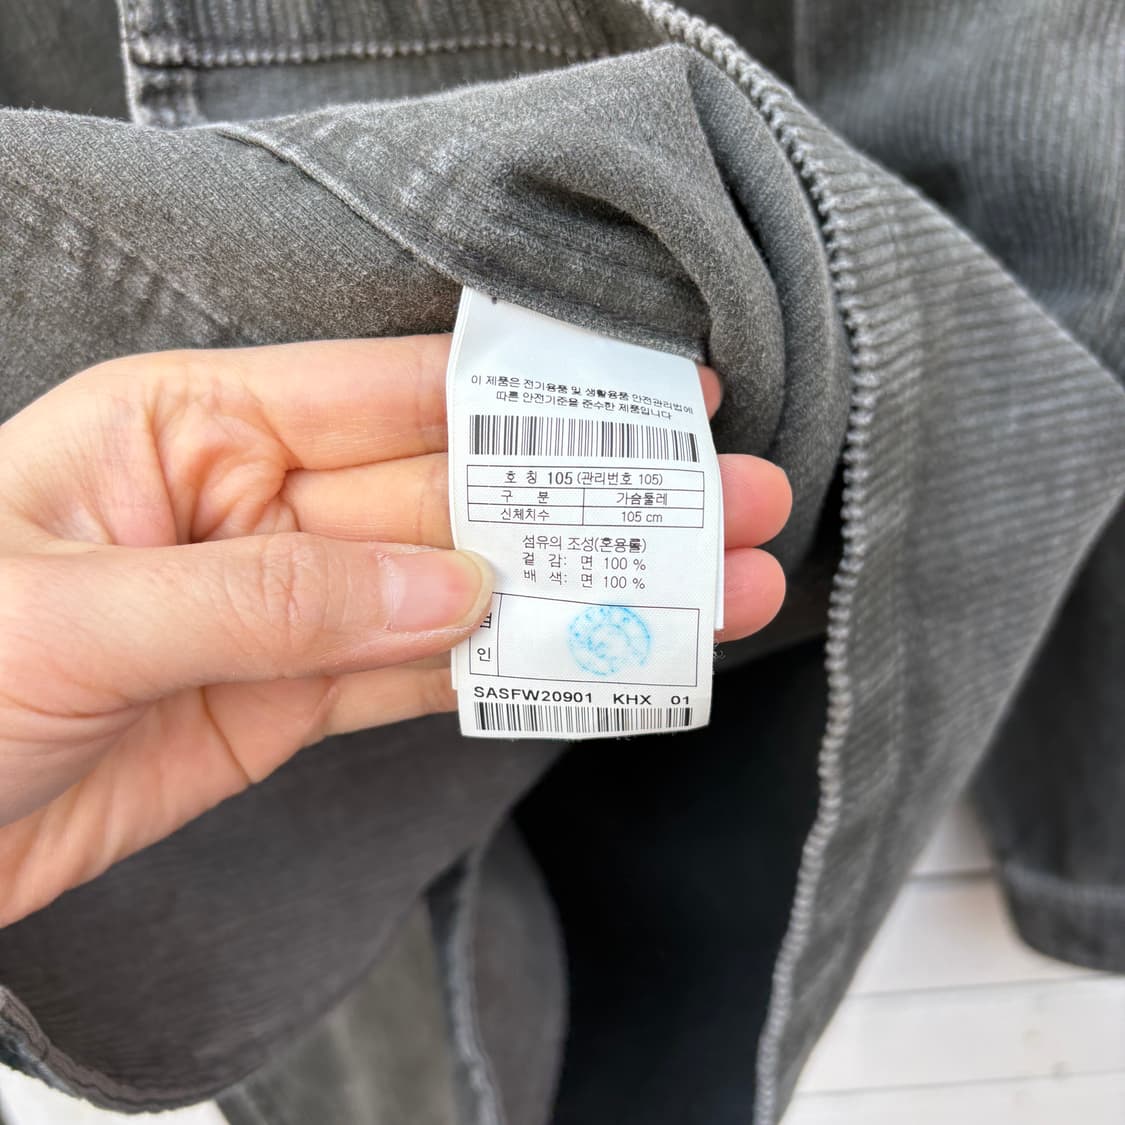 이 제품은 전기용품 및 생활용품 안전관리법에
따른 안전기준을 준수한 제품입니다
호 칭 105 (관리번호 105)
구 분 가슴둘레
신체치수 105 cm
섬유의 조성(혼용률)
겉 감: 면 100 %
배 색: 면 100 %
인
SASFW20901 KHX 01